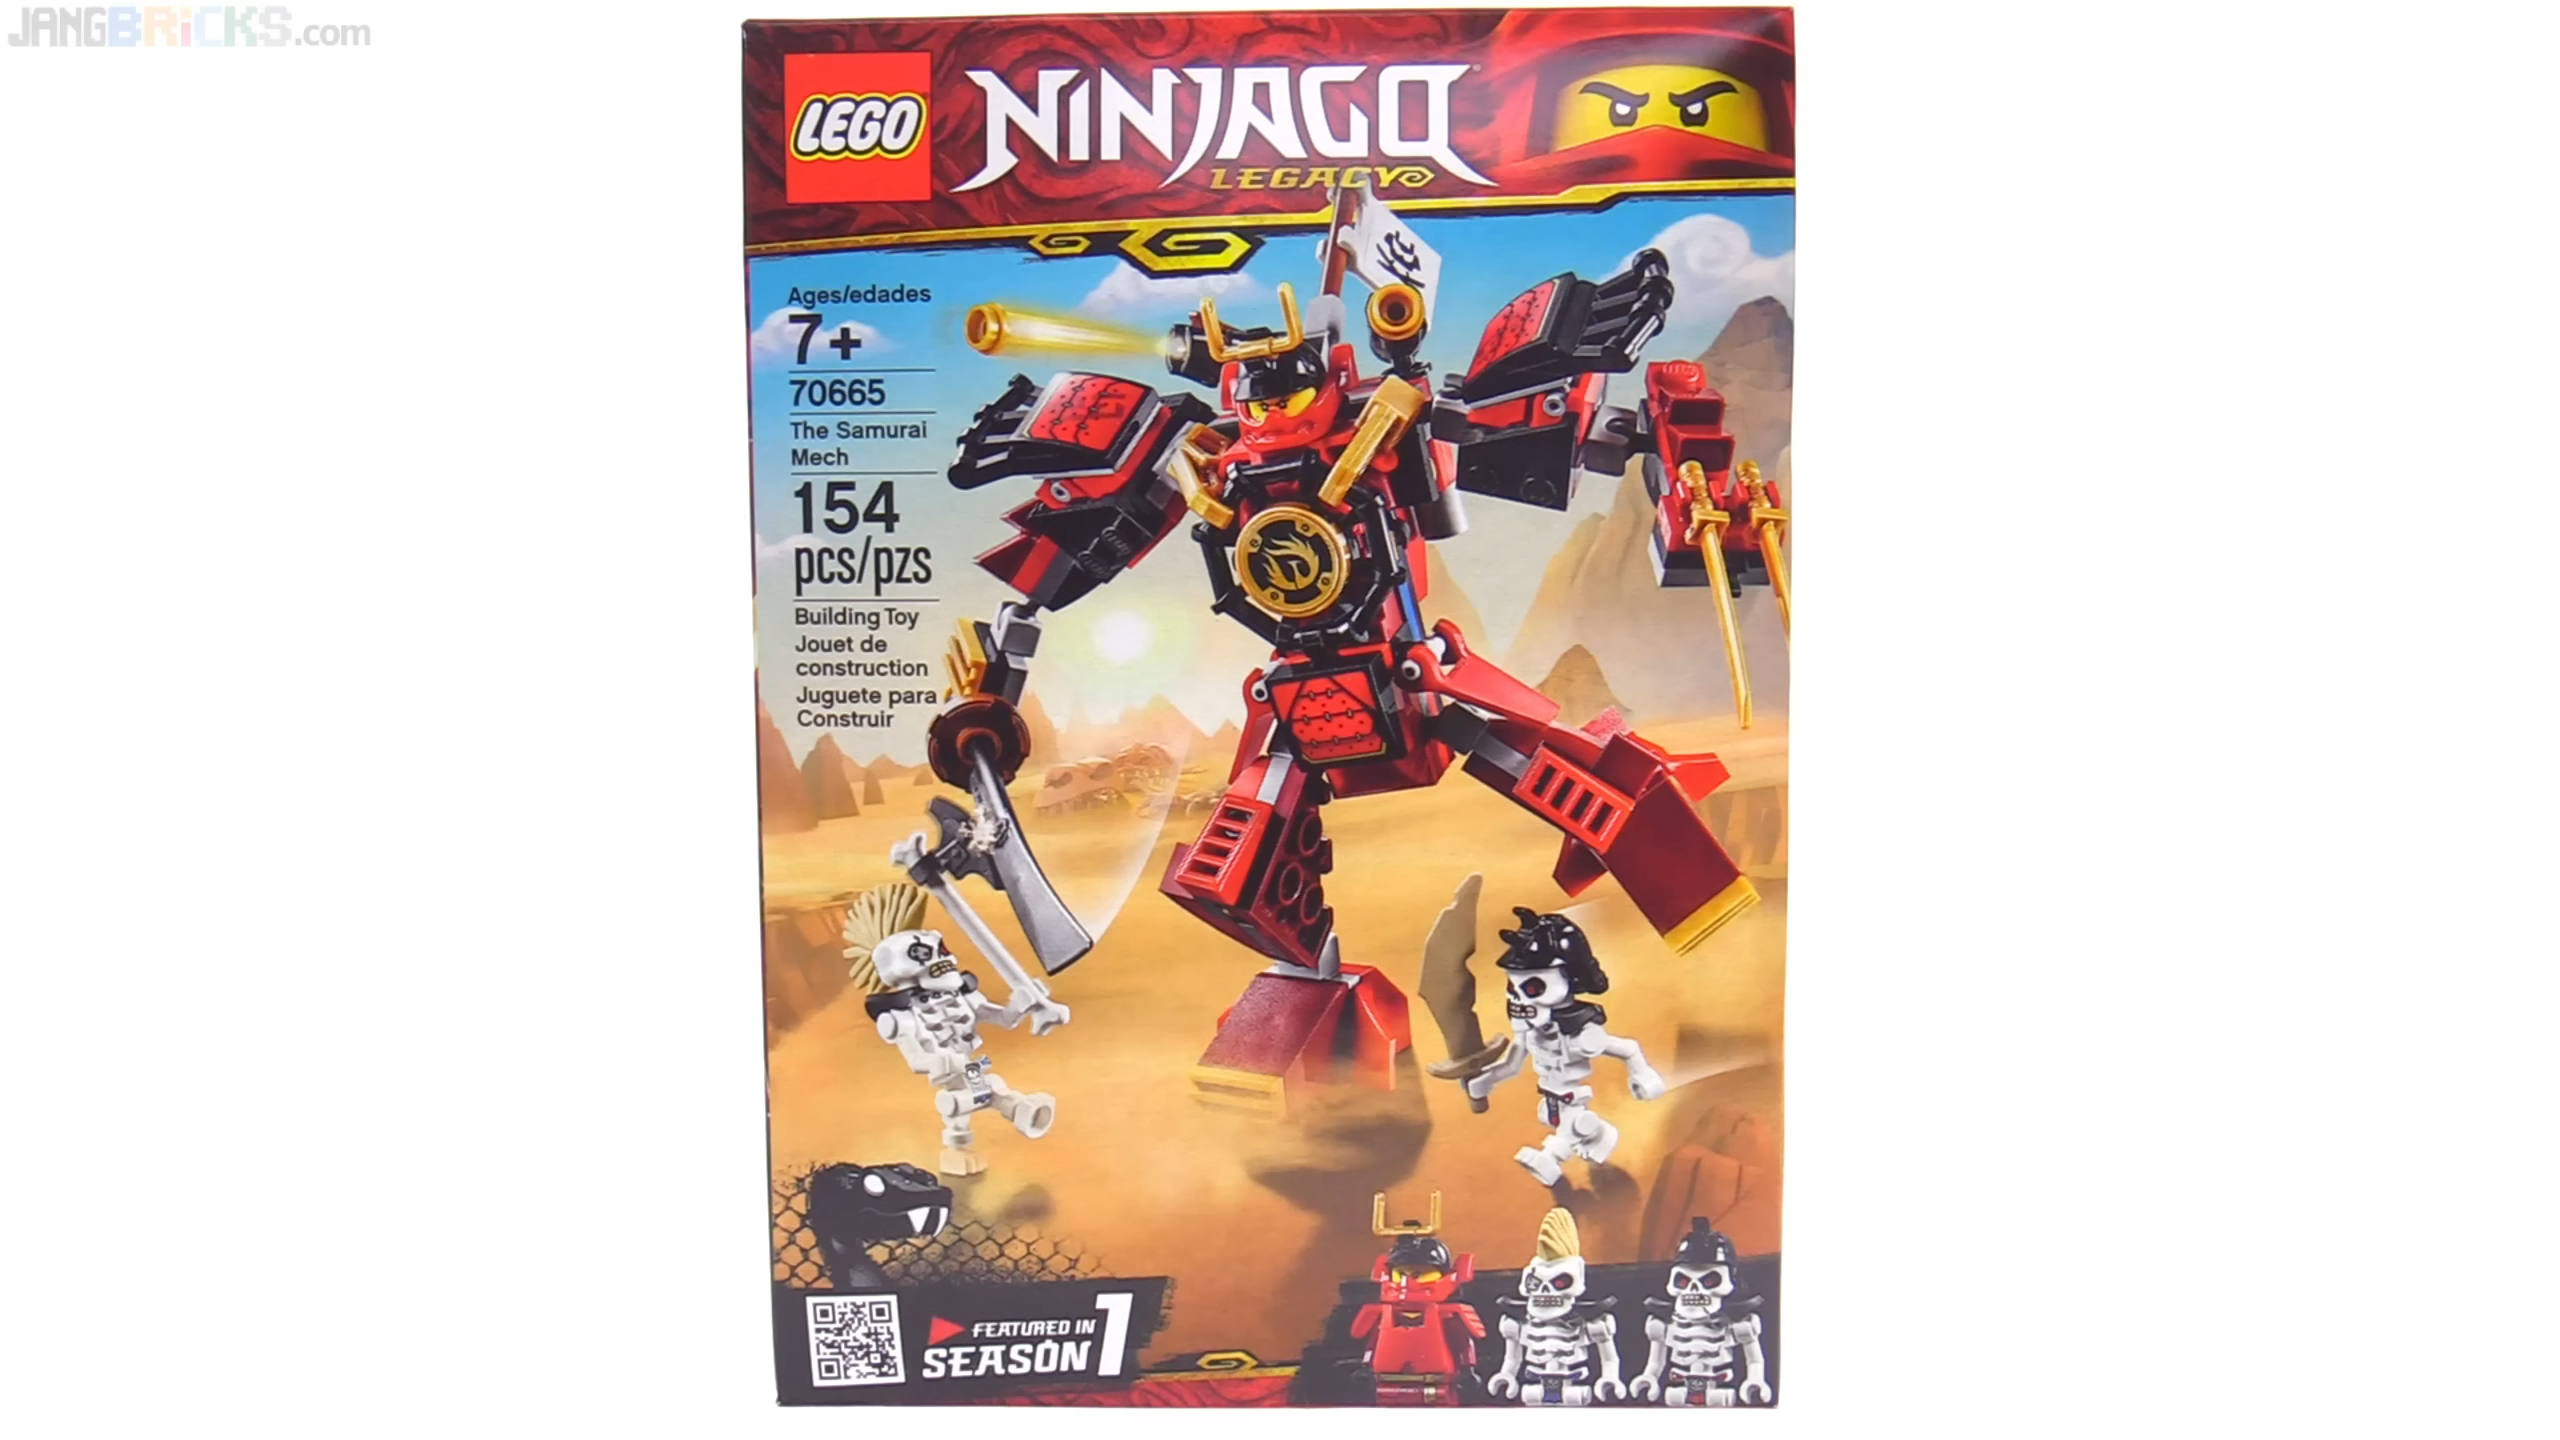 JANGBRiCKS.com
LEGO
NINJAGO
LEGACY
Ages/edades
7+
70665
The Samurai
Mech
154
pcs/pzs
Building Toy
Jouet de
construction
Juguete para
Construir
FEATURED IN
SEASON 1